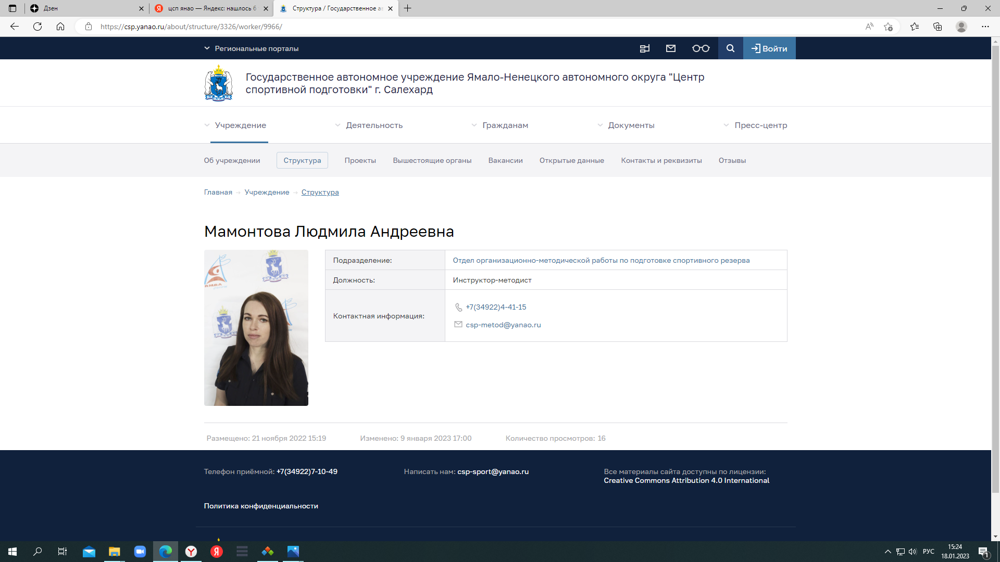 Дзен
цсп янао — Яндекс: нашлось 6
Структура / Государственное ав
https://csp.yanao.ru/about/structure/3326/worker/9966/
Региональные порталы
Войти
Государственное автономное учреждение Ямало-Ненецкого автономного округа "Центр
спортивной подготовки" г. Салехард
Учреждение
Деятельность
Гражданам
Документы
Пресс-центр
Об учреждении
Структура
Проекты
Вышестоящие органы
Вакансии
Открытые данные
Контакты и реквизиты
Отзывы
Главная → Учреждение → Структура
Мамонтова Людмила Андреевна
Подразделение: Отдел организационно-методической работы по подготовке спортивного резерва
Должность: Инструктор-методист
Контактная информация:
+7(34922)4-41-15
csp-metod@yanao.ru
Размещено: 21 ноября 2022 15:19
Изменено: 9 января 2023 17:00
Количество просмотров: 16
Телефон приёмной: +7(34922)7-10-49
Написать нам: csp-sport@yanao.ru
Все материалы сайта доступны по лицензии:
Creative Commons Attribution 4.0 International
Политика конфиденциальности
РУС
15:24
18.01.2023
1